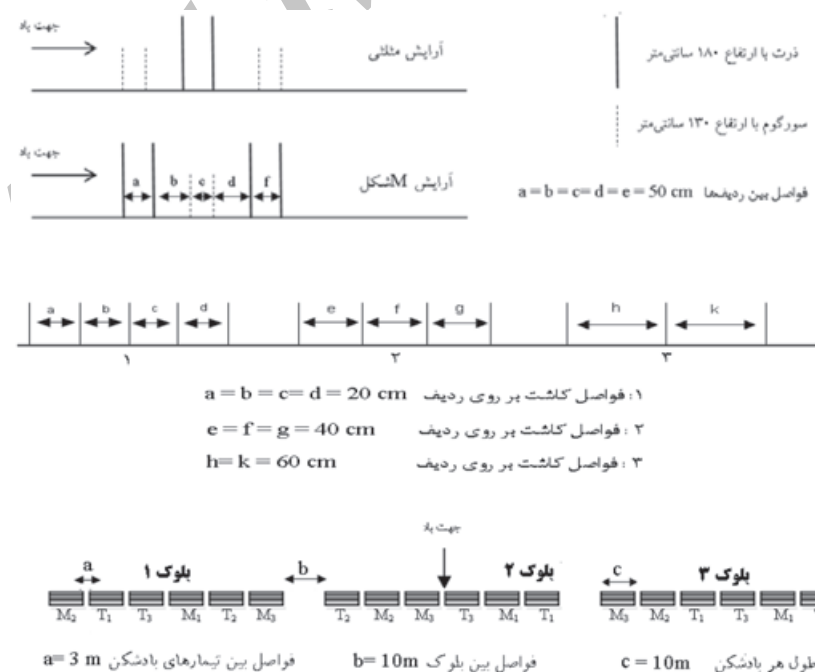 جهت باد
آرایش مثلثی
ذرت با ارتفاع ۱۸۰ سانتی‌متر
سورگوم با ارتفاع ۱۳۰ سانتی‌متر
جهت باد
a b c d f
آرایش Mشکل
فواصل بین ردیف‌ها a = b = c= d = e = 50 cm
a b c d e f g h k
۱ ۲ ۳
۱: فواصل کاشت بر روی ردیف a = b = c= d = 20 cm
۲ : فواصل کاشت بر روی ردیف e = f = g = 40 cm
۳ : فواصل کاشت بر روی ردیف h= k = 60 cm
جهت باد
a بلوک ۱ b بلوک ۲ c بلوک ۳
M₂ T₁ T₃ M₁ T₂ M₃ T₂ M₂ M₃ T₃ M₁ T₁ M₃ M₂ T₁ T₃ M₁
فواصل بین تیمارهای بادشکن a= 3 m
فواصل بین بلوک b= 10m
طول هر بادشکن c = 10m